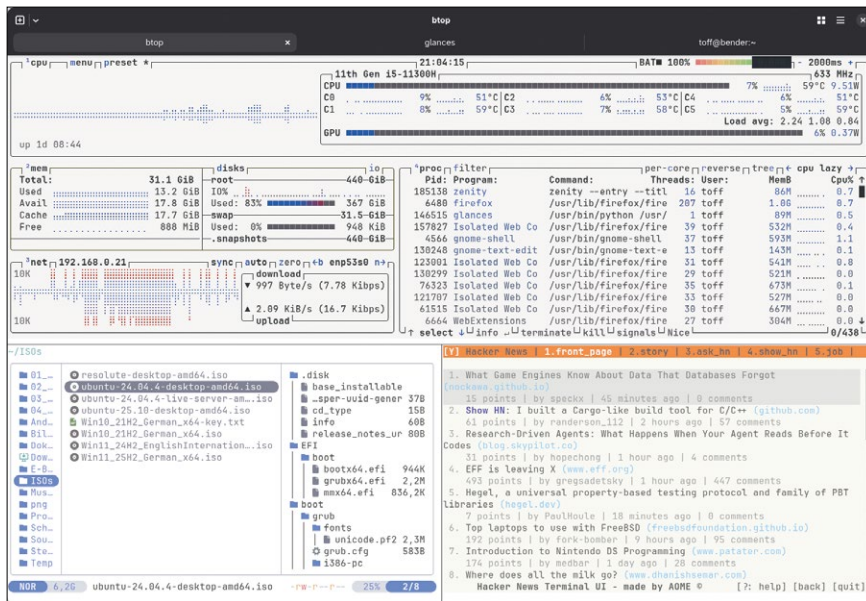 btop
btop × glances toff@bender:~
¹cpu menu preset * 21:04:15 BAT■ 100% - 2000ms +
11th Gen i5-11300H 633 MHz
CPU 7% 59°C 9.51W
C0 9% 51°C C2 6% 53°C C4 6% 51°C
C1 8% 59°C C3 7% 58°C C5 5% 59°C
Load avg: 2.24 1.08 0.84
GPU 6% 0.37W
up 1d 08:44
²mem disks io
Total: 31.1 GiB root 440 GiB
Used 13.2 GiB IO%
Avail 17.8 GiB Used: 83% 367 GiB
Cache 17.7 GiB swap 31.5 GiB
Free 888 MiB Used: 0% 948 KiB
.snapshots 440 GiB
³net 192.168.0.21 sync auto zero ←b enp53s0 n→
10K download
▼ 997 Byte/s (7.78 Kibps)
▲ 2.09 KiB/s (16.7 Kibps)
10K upload
⁴proc filter per-core reverse tree ← cpu lazy →
Pid: Program: Command: Threads: User: MemB Cpu% ↑
185138 zenity zenity --entry --titl 16 toff 86M 0.7
6480 firefox /usr/lib/firefox/fire 207 toff 1.0G 0.7
146515 glances /usr/bin/python /usr/ 1 toff 89M 0.5
157827 Isolated Web Co /usr/lib/firefox/fire 39 toff 532M 0.4
4566 gnome-shell /usr/bin/gnome-shell 37 toff 593M 1.1
130248 gnome-text-edit /usr/bin/gnome-text-e 13 toff 143M 0.1
123001 Isolated Web Co /usr/lib/firefox/fire 31 toff 541M 0.8
130299 Isolated Web Co /usr/lib/firefox/fire 29 toff 521M 0.0
76323 Isolated Web Co /usr/lib/firefox/fire 35 toff 673M 0.1
121707 Isolated Web Co /usr/lib/firefox/fire 33 toff 527M 0.0
61515 Isolated Web Co /usr/lib/firefox/fire 30 toff 667M 0.0
6664 WebExtensions /usr/lib/firefox/fire 27 toff 304M 0.0 ↓
↑ select ↓ info ↵ terminate kill signals Nice 0/438
~/ISOs
01_…
02_…
03_…
04_…
And…
Bil…
Dok…
Dow…
E-B…
ISOs
Mus…
png
Pro…
Sch…
Sou…
Ste…
Temp
resolute-desktop-amd64.iso
ubuntu-24.04.4-desktop-amd64.iso
ubuntu-24.04.4-live-server-am….iso
ubuntu-25.10-desktop-amd64.iso
Win10_21H2_German_x64-key.txt
Win10_21H2_German_x64.iso
Win11_24H2_EnglishInternation….iso
Win11_25H2_German_x64.iso
.disk
base_installable
…sper-uuid-gener 37B
cd_type 15B
info 60B
release_notes_ur 80B
EFI
boot
bootx64.efi 944K
grubx64.efi 2,2M
mmx64.efi 836,2K
boot
grub
fonts
unicode.pf2 2,3M
grub.cfg 583B
i386-pc
NOR 6,2G ubuntu-24.04.4-desktop-amd64.iso -rw-r--r-- 25% 2/8
[Y] Hacker News | 1.front_page | 2.story | 3.ask_hn | 4.show_hn | 5.job |
1. What Game Engines Know About Data That Databases Forgot
(nockawa.github.io)
15 points | by speckx | 45 minutes ago | 0 comments
2. Show HN: I built a Cargo-like build tool for C/C++ (github.com)
61 points | by randerson_112 | 2 hours ago | 57 comments
3. Research-Driven Agents: What Happens When Your Agent Reads Before It
Codes (blog.skypilot.co)
31 points | by hopechong | 1 hour ago | 4 comments
4. EFF is leaving X (www.eff.org)
493 points | by gregsadetsky | 1 hour ago | 447 comments
5. Hegel, a universal property-based testing protocol and family of PBT
libraries (hegel.dev)
7 points | by PaulHoule | 18 minutes ago | 0 comments
6. Top laptops to use with FreeBSD (freebsdfoundation.github.io)
192 points | by fork-bomber | 9 hours ago | 95 comments
7. Introduction to Nintendo DS Programming (www.patater.com)
174 points | by medbar | 1 day ago | 28 comments
8. Where does all the milk go? (www.dhanishsemar.com)
Hacker News Terminal UI - made by AOME © [?: help] [back] [quit]